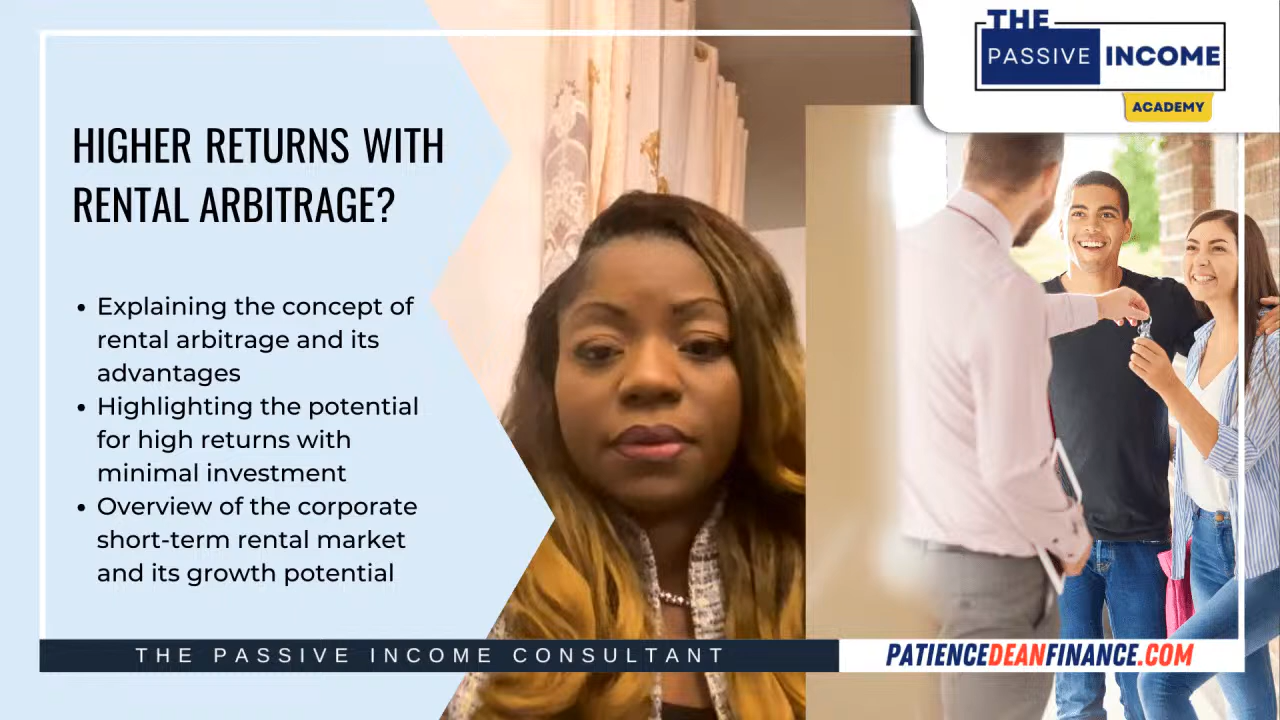 THE
PASSIVE INCOME
ACADEMY
HIGHER RETURNS WITH
RENTAL ARBITRAGE?
• Explaining the concept of
rental arbitrage and its
advantages
• Highlighting the potential
for high returns with
minimal investment
• Overview of the corporate
short-term rental market
and its growth potential
THE PASSIVE INCOME CONSULTANT
PATIENCEDEANFINANCE.COM